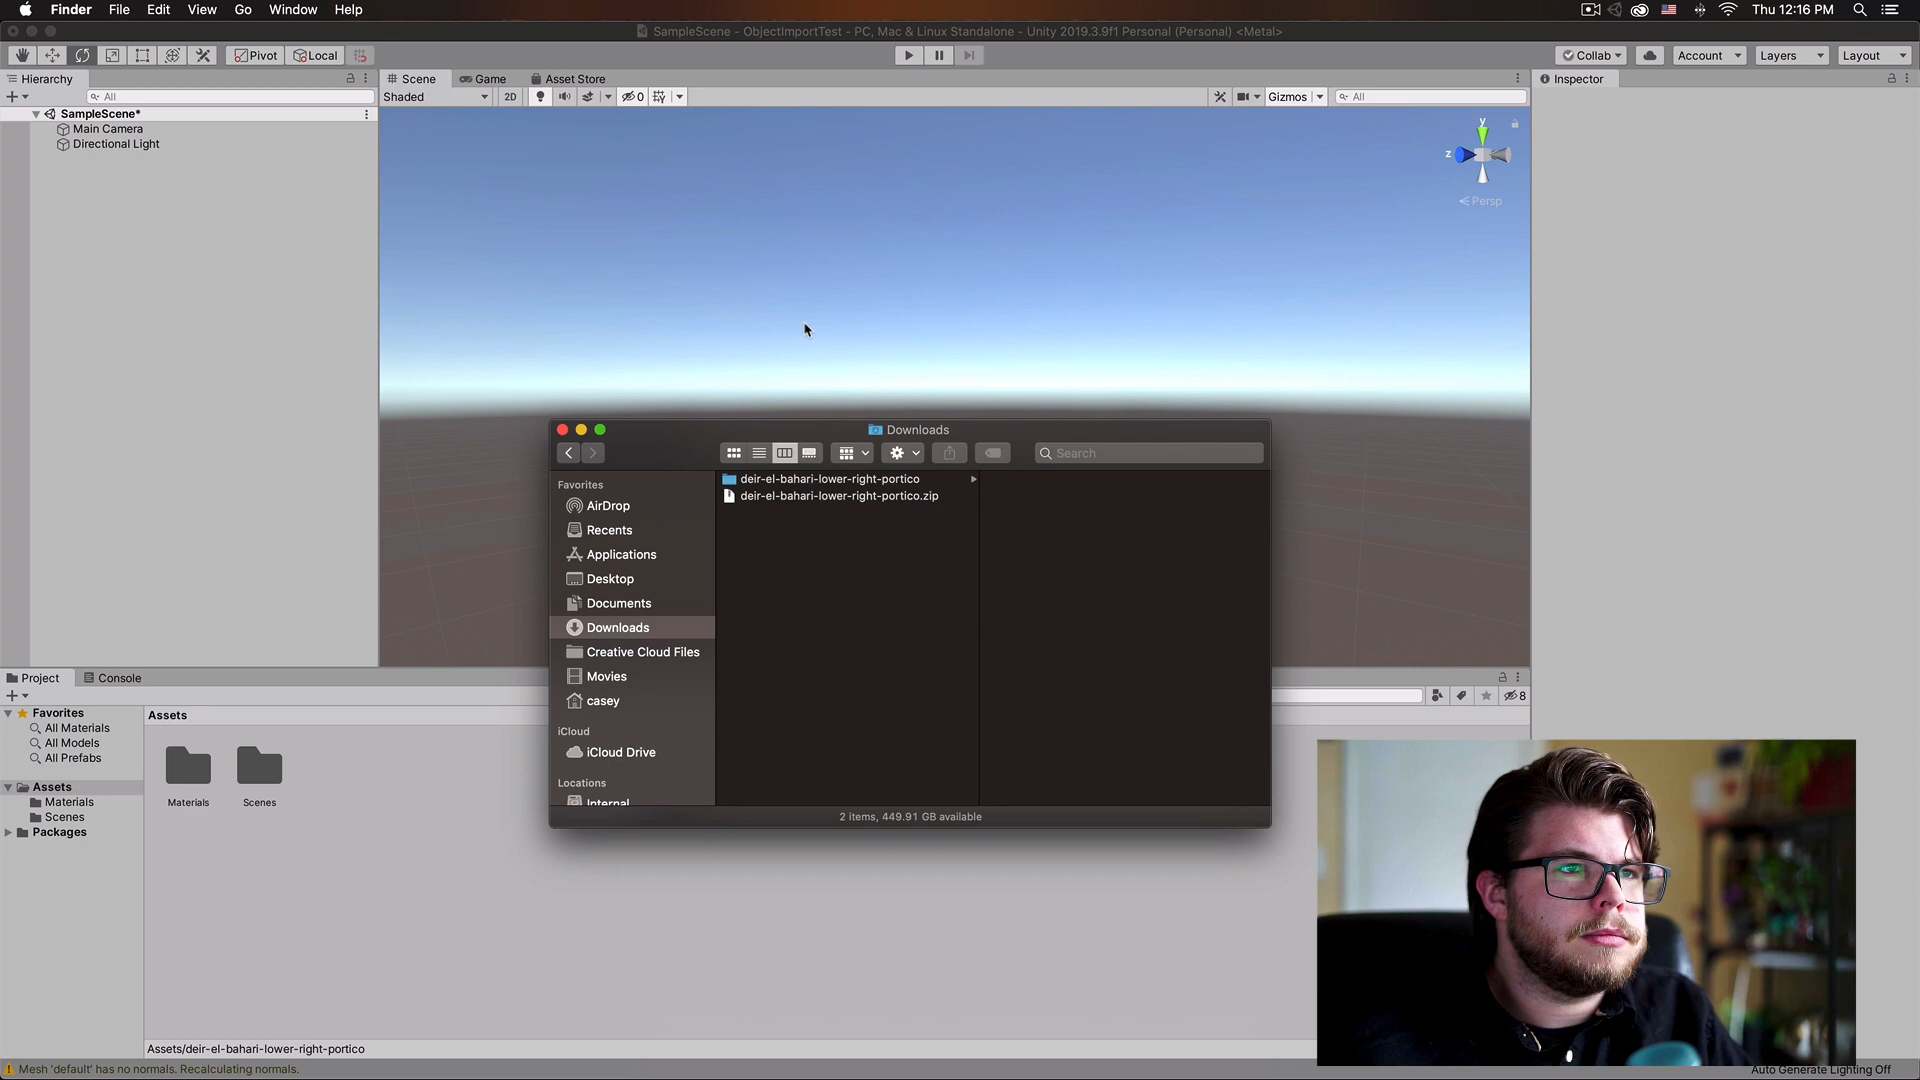 Finder File Edit View Go Window Help
Thu 12:16 PM
SampleScene - ObjectImportTest - PC, Mac & Linux Standalone - Unity 2019.3.9f1 Personal (Personal) <Metal>
Pivot Local
Collab Account Layers Layout
Hierarchy
All
SampleScene*
Main Camera
Directional Light
Scene Game Asset Store
Shaded 2D 0 Gizmos All
y
z
Persp
Inspector
Downloads
Search
Favorites
AirDrop
Recents
Applications
Desktop
Documents
Downloads
Creative Cloud Files
Movies
casey
iCloud
iCloud Drive
Locations
Internal
deir-el-bahari-lower-right-portico
deir-el-bahari-lower-right-portico.zip
2 items, 449.91 GB available
Project Console
8
Favorites
All Materials
All Models
All Prefabs
Assets
Materials
Scenes
Packages
Assets
Materials Scenes
Assets/deir-el-bahari-lower-right-portico
Mesh 'default' has no normals. Recalculating normals.
Auto Generate Lighting Off